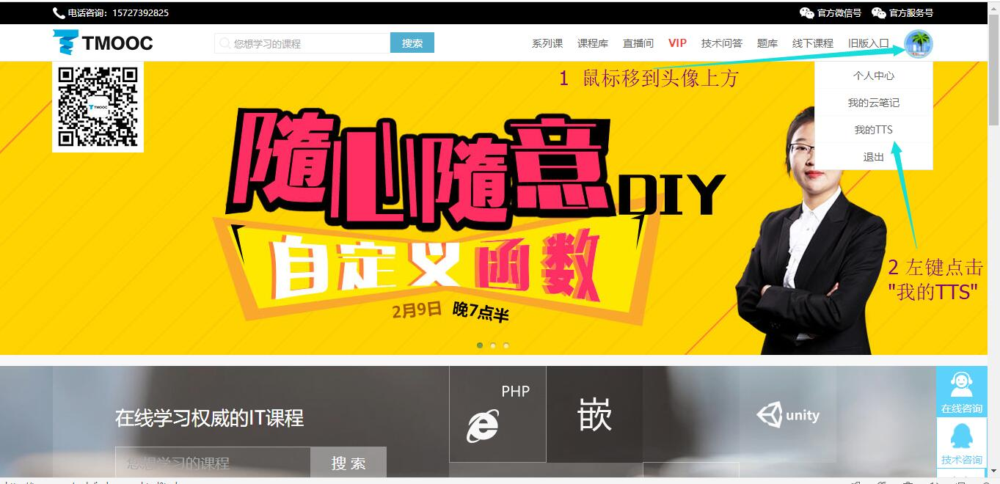 电话咨询：15727392825
官方微信号 官方服务号
TMOOC
您想学习的课程
搜索
系列课 课程库 直播间 VIP 技术问答 题库 线下课程 旧版入口
1 鼠标移到头像上方
个人中心
我的云笔记
我的TTS
退出
TMOOC
随心随意DIY
自定义函数
2月9日 晚7点半
2 左键点击
"我的TTS"
PHP
嵌
unity
在线学习权威的IT课程
您想学习的课程
搜索
在线咨询
技术咨询